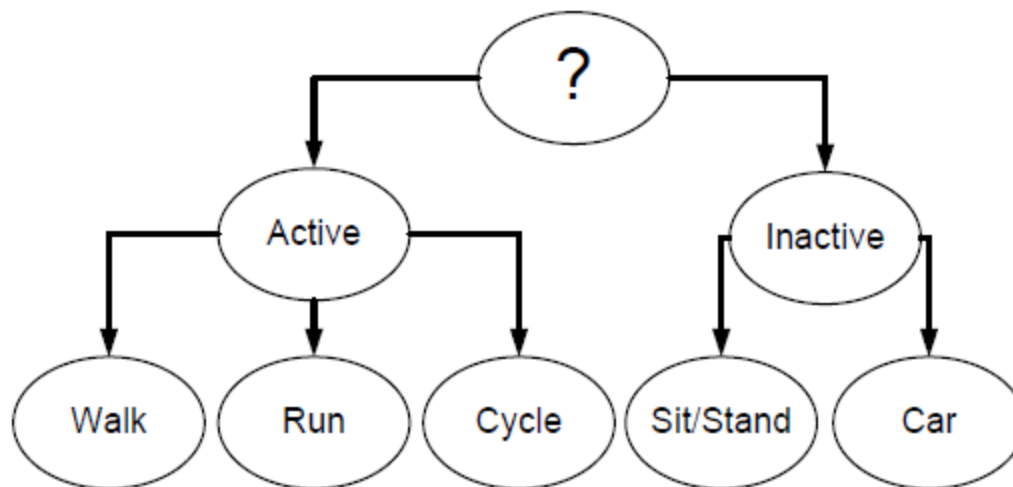 ?
Active
Inactive
Walk
Run
Cycle
Sit/Stand
Car